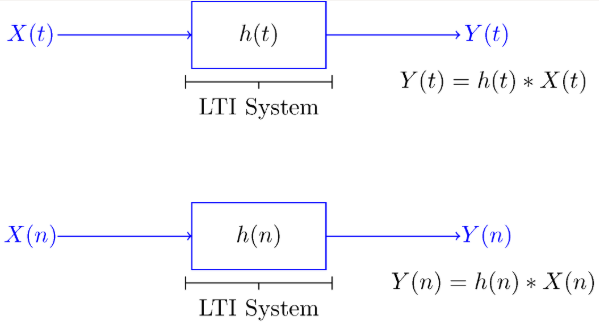 X(t) h(t) Y(t)
Y(t) = h(t) ∗ X(t)
LTI System
X(n) h(n) Y(n)
Y(n) = h(n) ∗ X(n)
LTI System